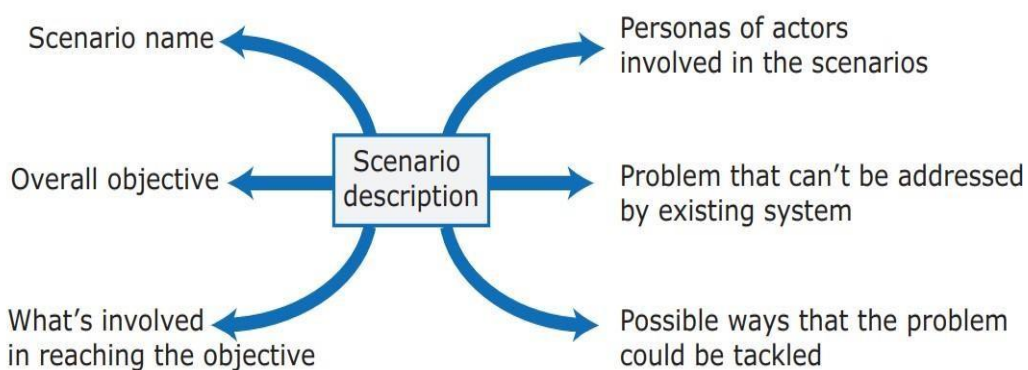 Scenario name
Personas of actors
involved in the scenarios
Overall objective
Scenario
description
Problem that can't be addressed
by existing system
What's involved
in reaching the objective
Possible ways that the problem
could be tackled